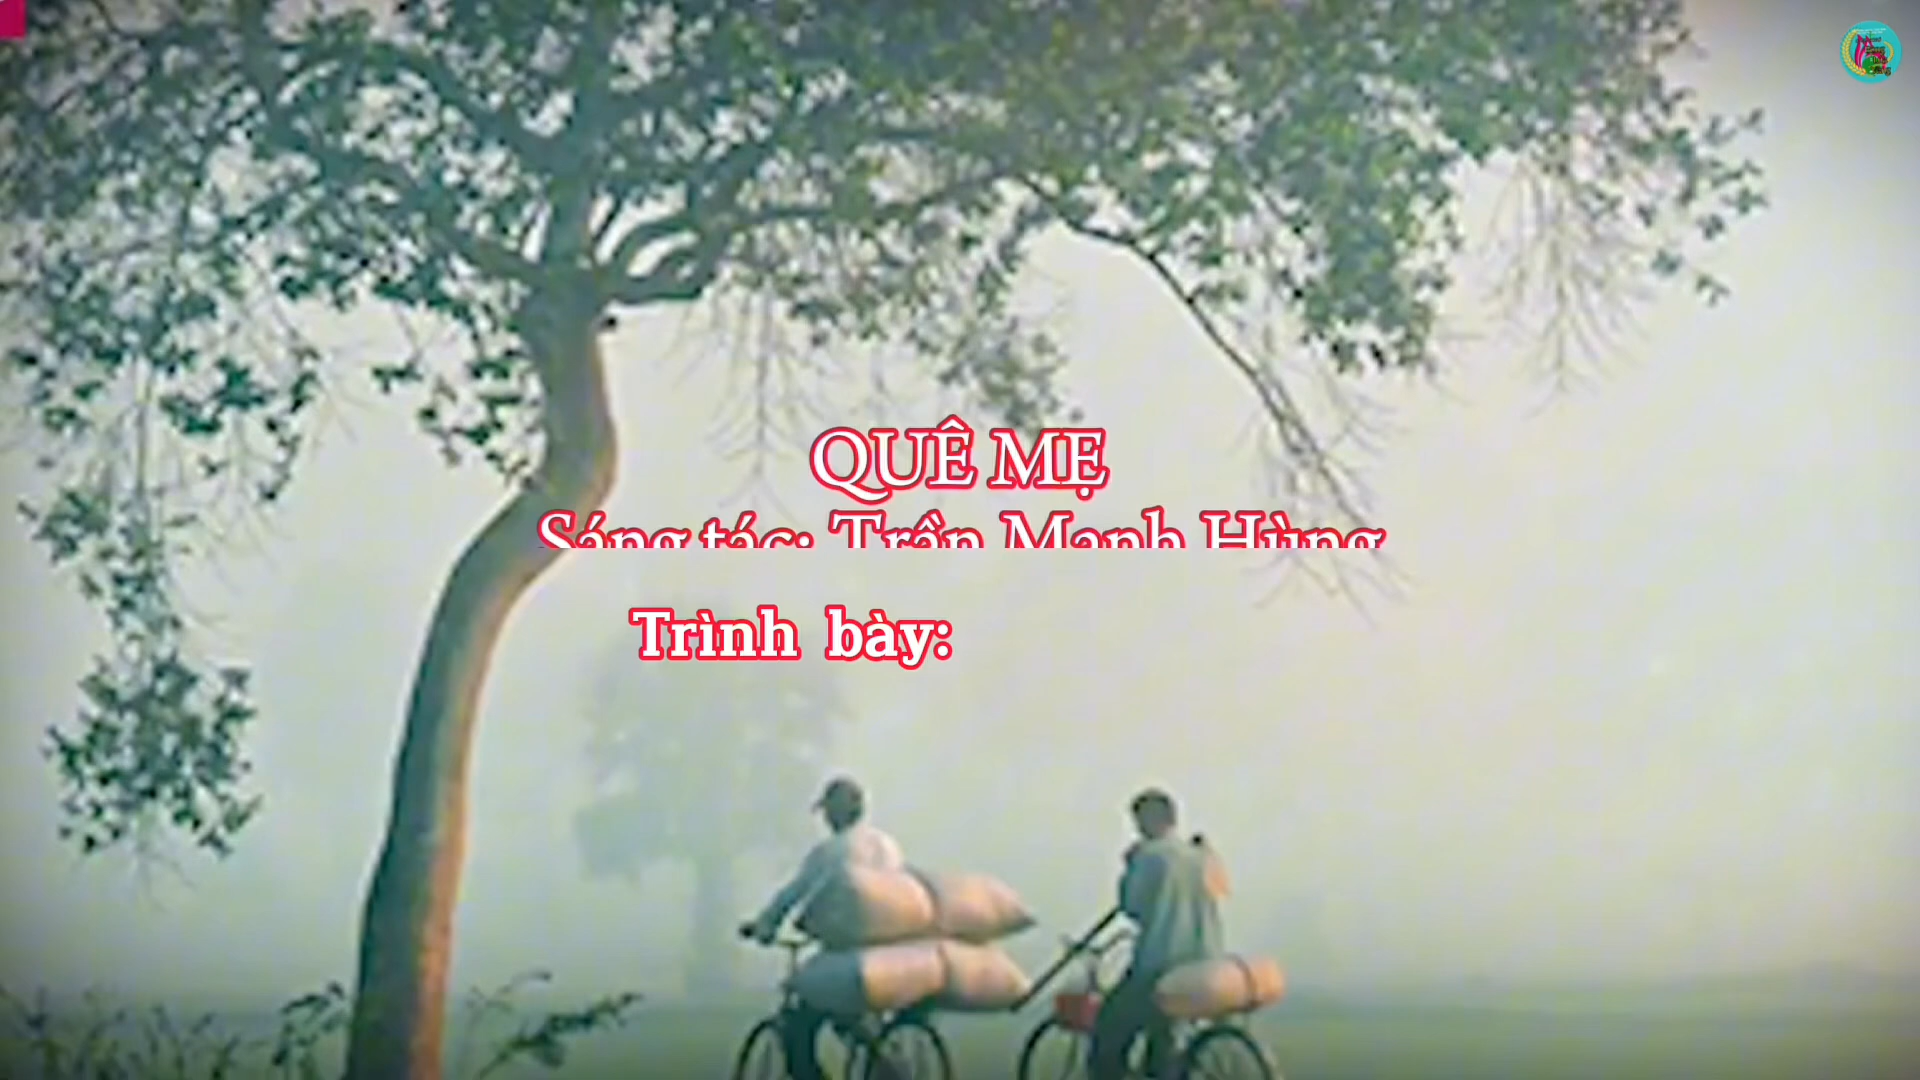 QUÊ MẸ
Sáng tác: Trần Mạnh Hùng
Trình bày: